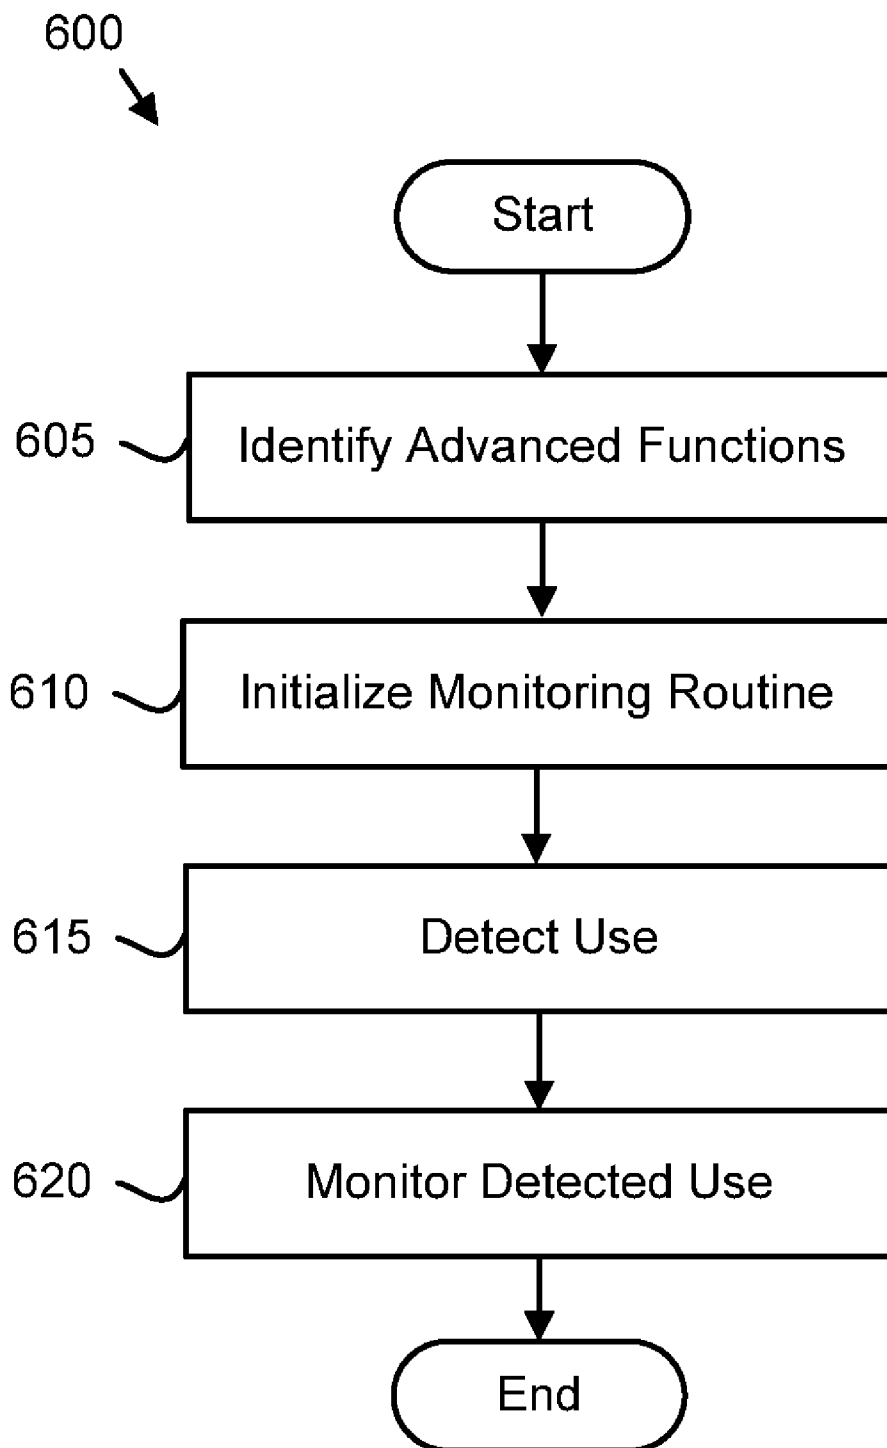 600
Start
605
Identify Advanced Functions
610
Initialize Monitoring Routine
615
Detect Use
620
Monitor Detected Use
End